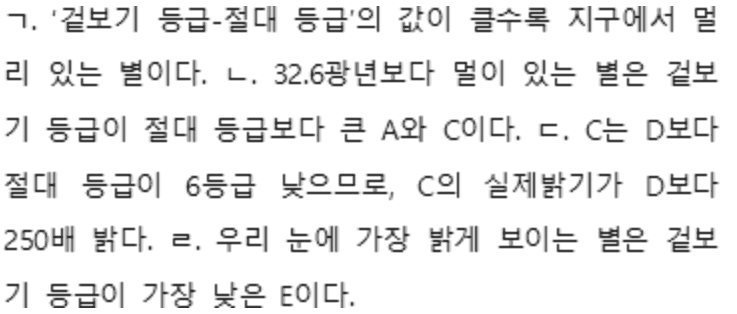 ㄱ. '겉보기 등급-절대 등급'의 값이 클수록 지구에서 멀
리 있는 별이다. ㄴ. 32.6광년보다 멀이 있는 별은 겉보
기 등급이 절대 등급보다 큰 A와 C이다. ㄷ. C는 D보다
절대 등급이 6등급 낮으므로, C의 실제밝기가 D보다
250배 밝다. ㄹ. 우리 눈에 가장 밝게 보이는 별은 겉보
기 등급이 가장 낮은 E이다.